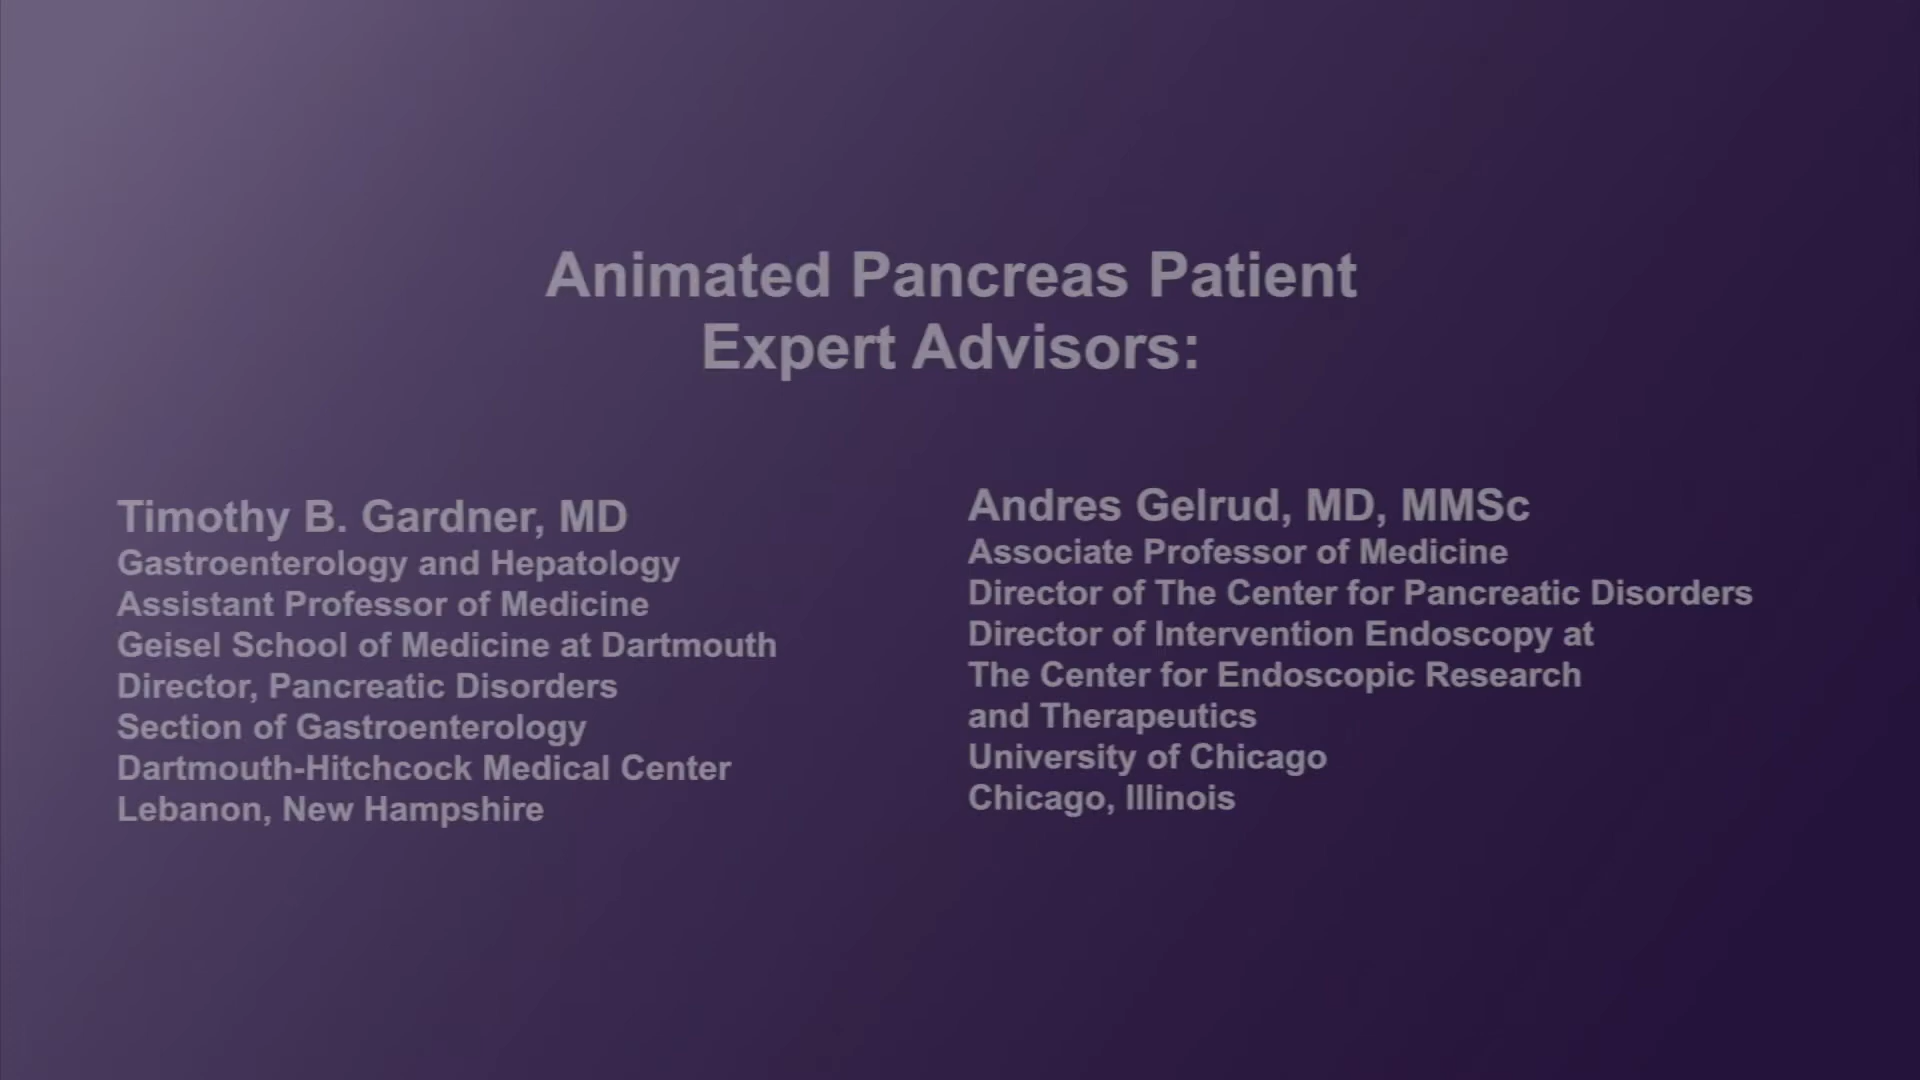 Animated Pancreas Patient
Expert Advisors:
Timothy B. Gardner, MD
Gastroenterology and Hepatology
Assistant Professor of Medicine
Geisel School of Medicine at Dartmouth
Director, Pancreatic Disorders
Section of Gastroenterology
Dartmouth-Hitchcock Medical Center
Lebanon, New Hampshire
Andres Gelrud, MD, MMSc
Associate Professor of Medicine
Director of The Center for Pancreatic Disorders
Director of Intervention Endoscopy at
The Center for Endoscopic Research
and Therapeutics
University of Chicago
Chicago, Illinois